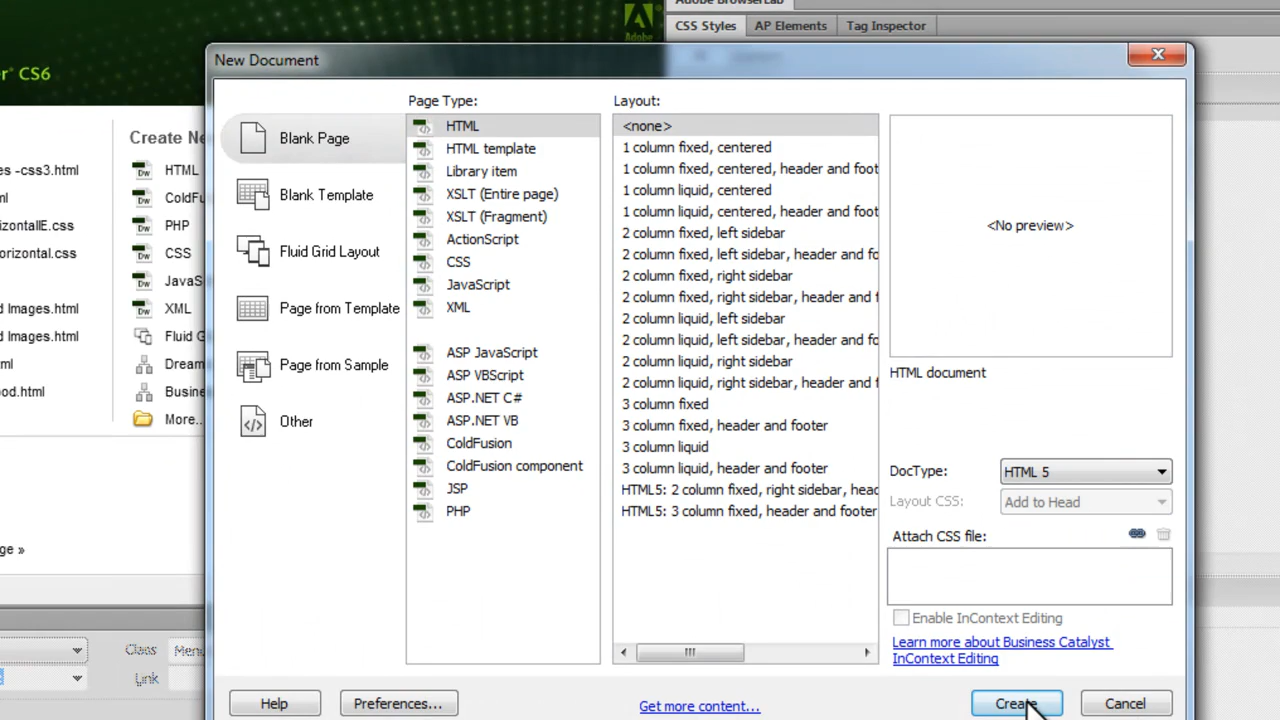 Adobe BrowserLab
Adobe
CSS Styles
AP Elements
Tag Inspector
r® CS6
Create Ne
es -css3.html
ml
orizontalE.css
orizontal.css
d Images.html
d Images.html
ml
ood.html
HTML
ColdFu
PHP
CSS
JavaS
XML
Fluid G
Dream
Busine
More..
ge »
Class
Menu
Link
New Document
Blank Page
Blank Template
Fluid Grid Layout
Page from Template
Page from Sample
Other
Page Type:
HTML
HTML template
Library item
XSLT (Entire page)
XSLT (Fragment)
ActionScript
CSS
JavaScript
XML
ASP JavaScript
ASP VBScript
ASP.NET C#
ASP.NET VB
ColdFusion
ColdFusion component
JSP
PHP
Layout:
<none>
1 column fixed, centered
1 column fixed, centered, header and foot
1 column liquid, centered
1 column liquid, centered, header and foot
2 column fixed, left sidebar
2 column fixed, left sidebar, header and fo
2 column fixed, right sidebar
2 column fixed, right sidebar, header and f
2 column liquid, left sidebar
2 column liquid, left sidebar, header and fo
2 column liquid, right sidebar
2 column liquid, right sidebar, header and f
3 column fixed
3 column fixed, header and footer
3 column liquid
3 column liquid, header and footer
HTML5: 2 column fixed, right sidebar, head
HTML5: 3 column fixed, header and footer
<No preview>
HTML document
DocType:
HTML 5
Layout CSS:
Add to Head
Attach CSS file:
Enable InContext Editing
Learn more about Business Catalyst
InContext Editing
Help
Preferences...
Get more content...
Create
Cancel